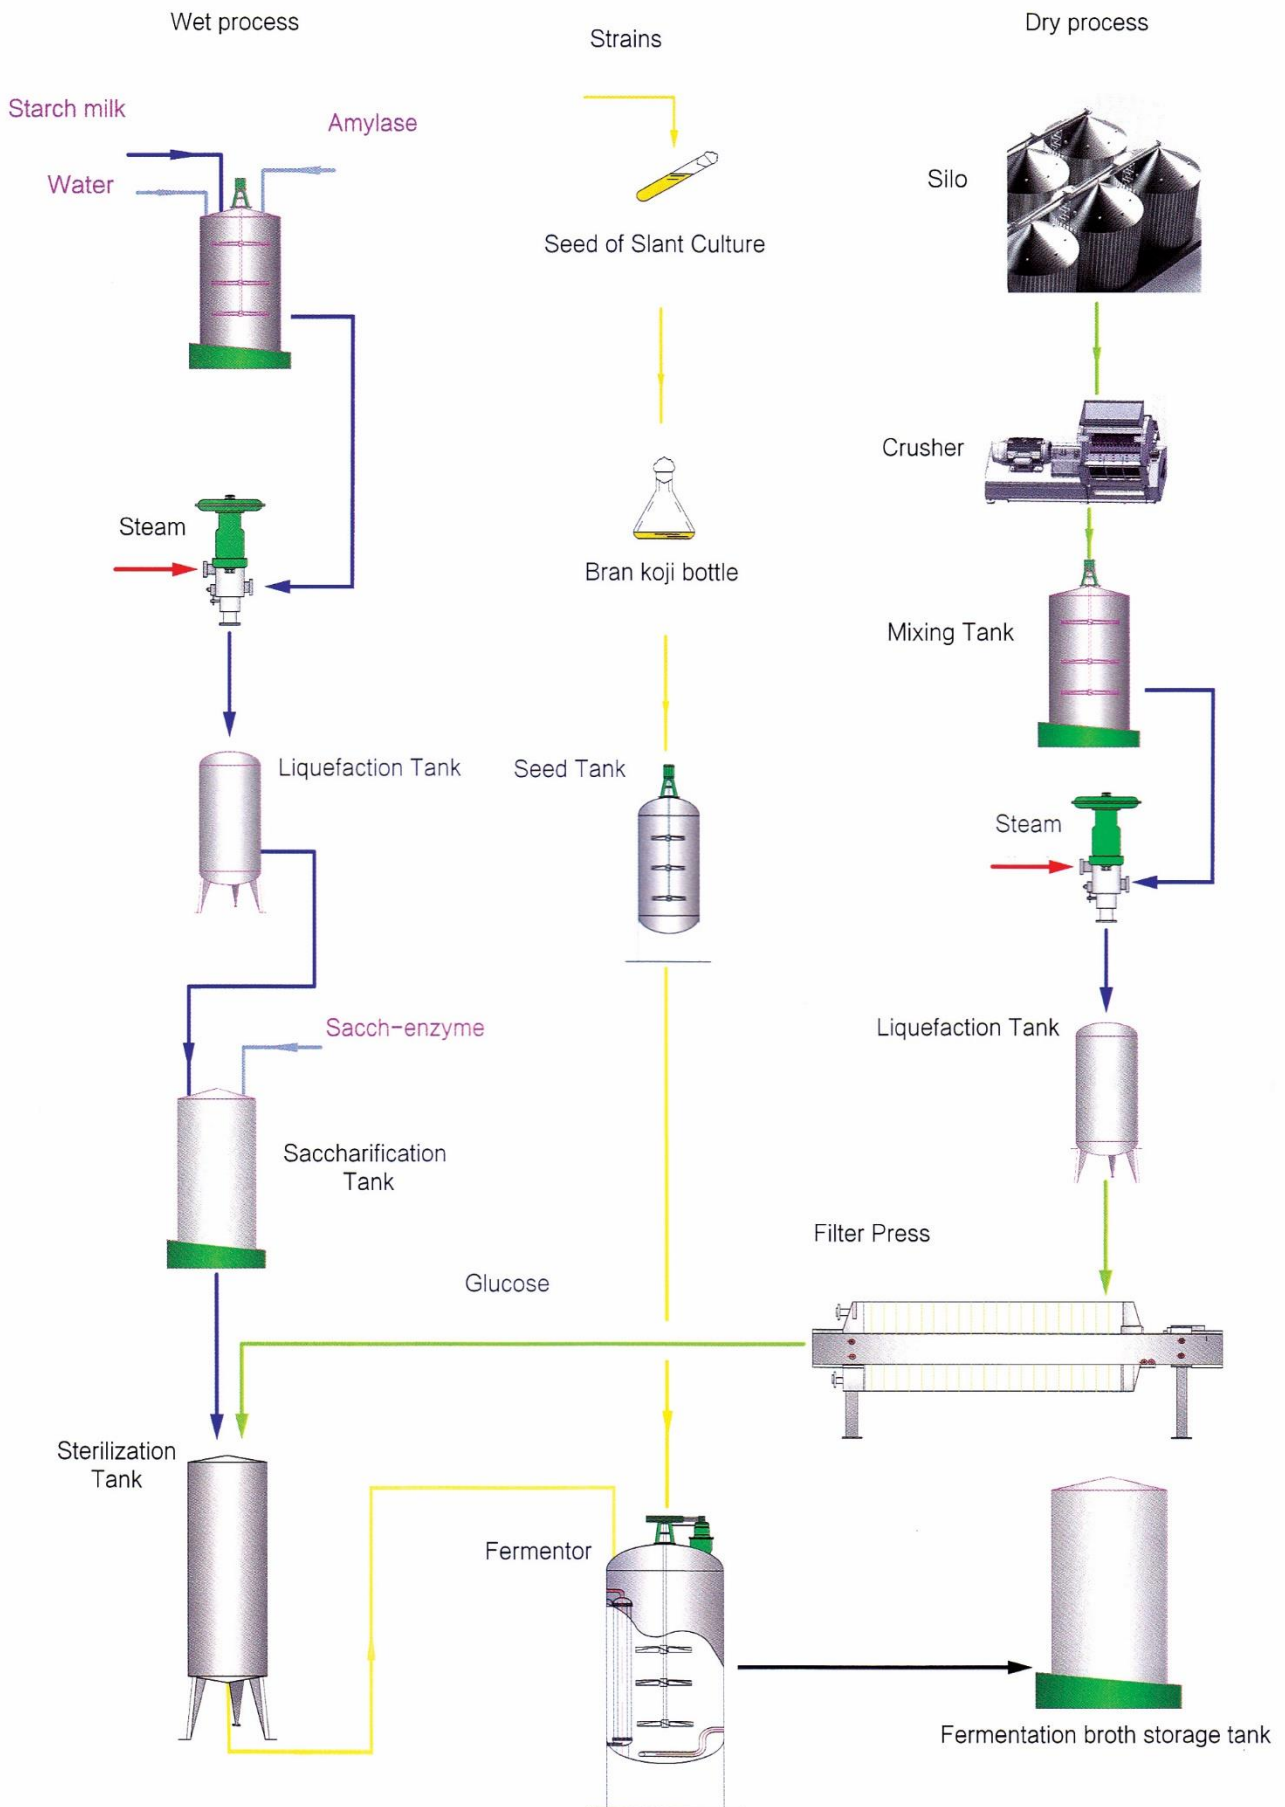 Wet process
Strains
Dry process
Starch milk
Amylase
Water
Silo
Seed of Slant Culture
Crusher
Steam
Bran koji bottle
Mixing Tank
Liquefaction Tank
Seed Tank
Steam
Sacch-enzyme
Liquefaction Tank
Saccharification
Tank
Filter Press
Glucose
Sterilization
Tank
Fermentor
Fermentation broth storage tank